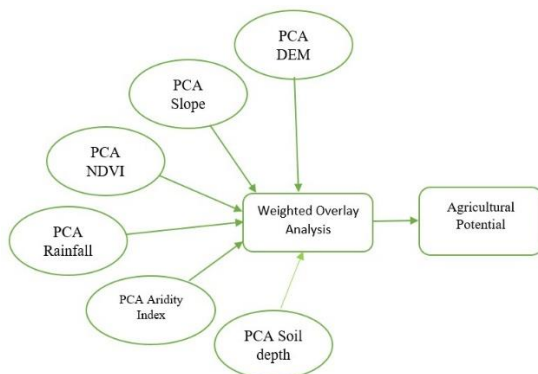 PCA
DEM
PCA
Slope
PCA
NDVI
PCA
Rainfall
PCA Aridity
Index
PCA Soil
depth
Weighted Overlay
Analysis
Agricultural
Potential